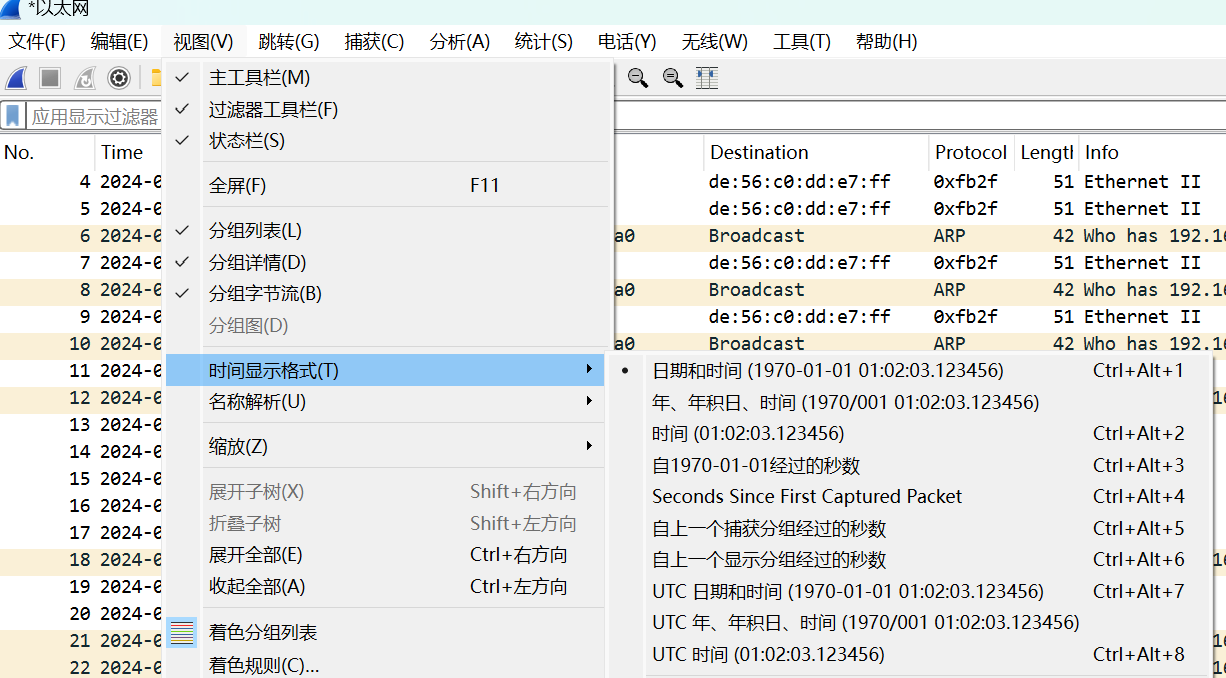 *以太网
文件(F) 编辑(E) 视图(V) 跳转(G) 捕获(C) 分析(A) 统计(S) 电话(Y) 无线(W) 工具(T) 帮助(H)
应用显示过滤器
No. Time Destination Protocol Lengtl Info
4 2024-0 de:56:c0:dd:e7:ff 0xfb2f 51 Ethernet II
5 2024-0 de:56:c0:dd:e7:ff 0xfb2f 51 Ethernet II
6 2024-0 a0 Broadcast ARP 42 Who has 192.16
7 2024-0 de:56:c0:dd:e7:ff 0xfb2f 51 Ethernet II
8 2024-0 a0 Broadcast ARP 42 Who has 192.16
9 2024-0 de:56:c0:dd:e7:ff 0xfb2f 51 Ethernet II
10 2024-0 a0 Broadcast ARP 42 Who has 192.16
11 2024-0
12 2024-0
13 2024-0
14 2024-0
15 2024-0
16 2024-0
17 2024-0
18 2024-0
19 2024-0
20 2024-0
21 2024-0
22 2024-0
主工具栏(M)
过滤器工具栏(F)
状态栏(S)
全屏(F) F11
分组列表(L)
分组详情(D)
分组字节流(B)
分组图(D)
时间显示格式(T)
名称解析(U)
缩放(Z)
展开子树(X) Shift+右方向
折叠子树 Shift+左方向
展开全部(E) Ctrl+右方向
收起全部(A) Ctrl+左方向
着色分组列表
着色规则(C)...
日期和时间 (1970-01-01 01:02:03.123456) Ctrl+Alt+1
年、年积日、时间 (1970/001 01:02:03.123456)
时间 (01:02:03.123456) Ctrl+Alt+2
自1970-01-01经过的秒数 Ctrl+Alt+3
Seconds Since First Captured Packet Ctrl+Alt+4
自上一个捕获分组经过的秒数 Ctrl+Alt+5
自上一个显示分组经过的秒数 Ctrl+Alt+6
UTC 日期和时间 (1970-01-01 01:02:03.123456) Ctrl+Alt+7
UTC 年、年积日、时间 (1970/001 01:02:03.123456)
UTC 时间 (01:02:03.123456) Ctrl+Alt+8